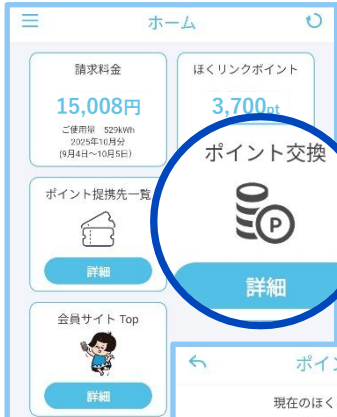 ホーム
請求料金
15,008円
ご使用量 529kWh
2025年10月分
(9月4日～10月5日)
ほくリンクポイント
3,700pt
ポイント提携先一覧
詳細
ポイント交換
P
詳細
会員サイト Top
詳細
ポイン
現在のほく